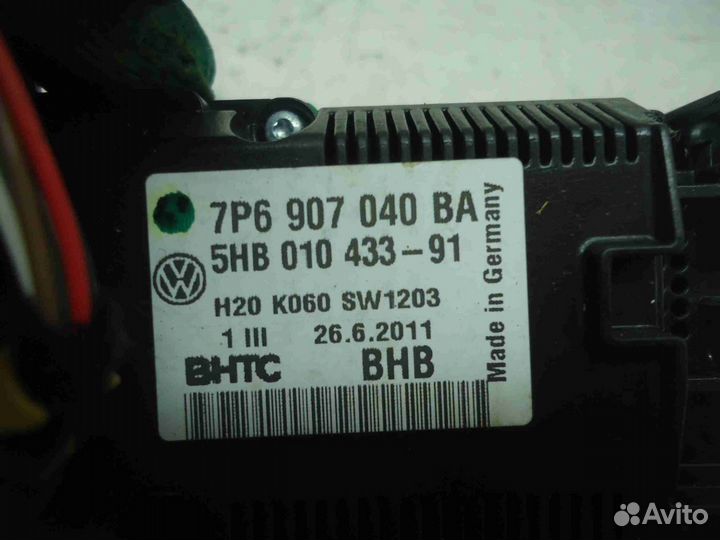 7P6 907 040 BA
5HB 010 433-91
H20 K060 SW1203
1 III 26.6.2011
BHTC BHB
Made in Germany
Avito